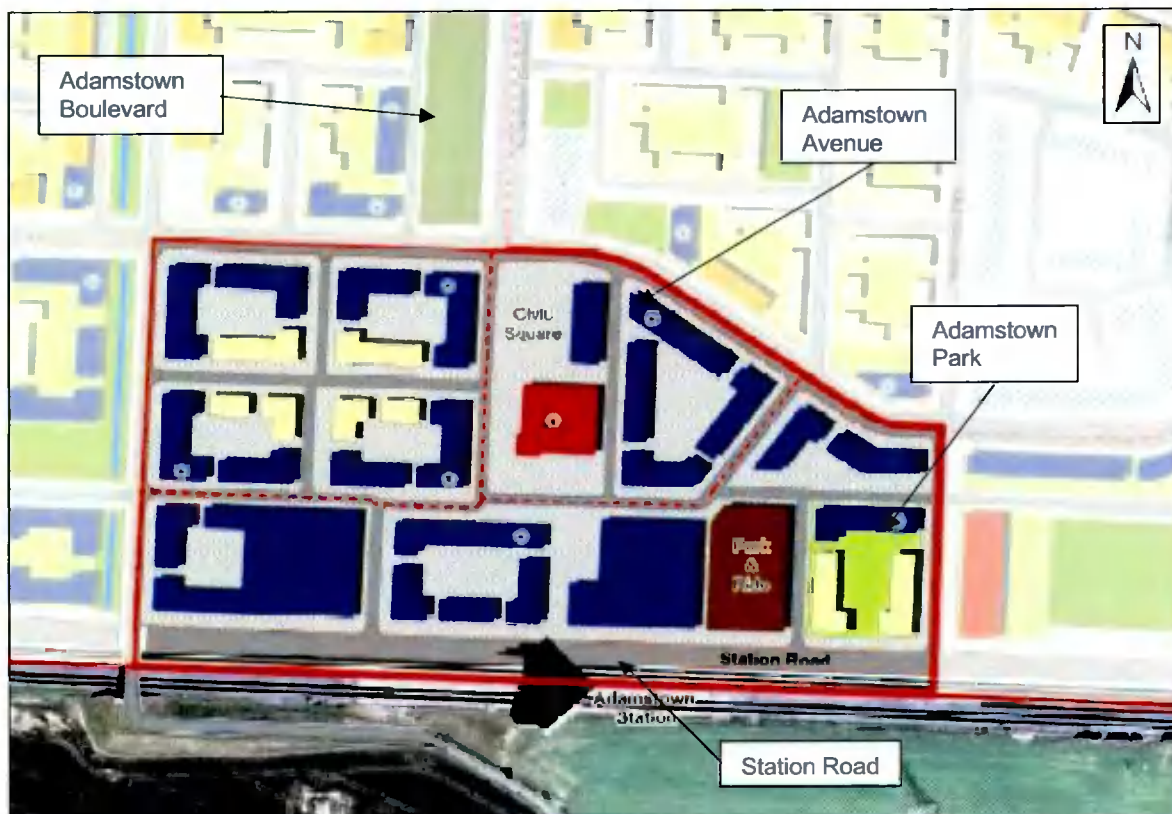 N
Adamstown
Boulevard
Adamstown
Avenue
Civic
Square
Adamstown
Park
Park
&
Ride
Station Road
Adamstown
Station
Station Road